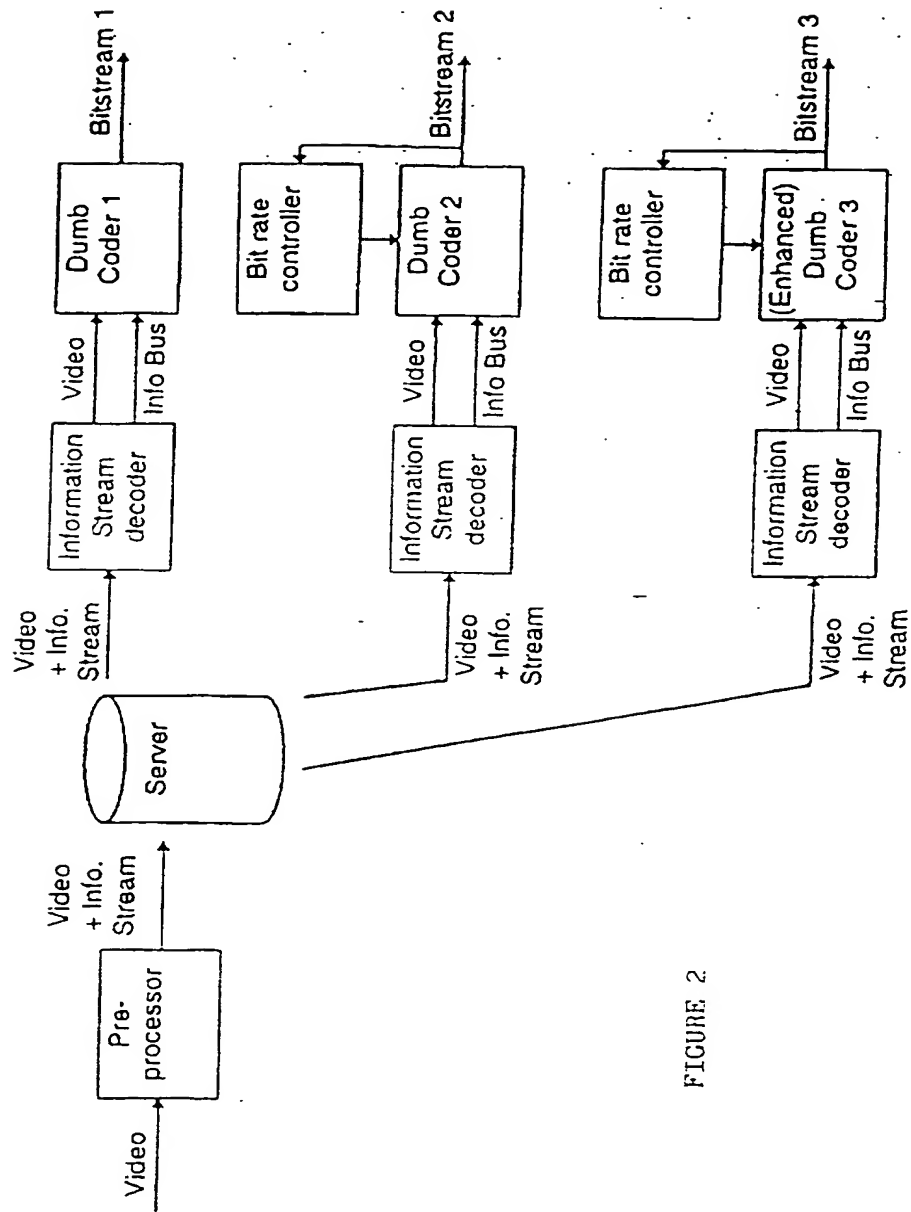 Video
Pre-
processor
Video
+ Info.
Stream
Server
Video
+ Info.
Stream
Information
Stream
decoder
Video
Info Bus
Dumb
Coder 1
Bitstream 1
Video
+ Info.
Stream
Information
Stream
decoder
Video
Info Bus
Bit rate
controller
Dumb
Coder 2
Bitstream 2
Video
+ Info.
Stream
Information
Stream
decoder
Video
Info Bus
Bit rate
controller
(Enhanced)
Dumb
Coder 3
Bitstream 3
FIGURE 2